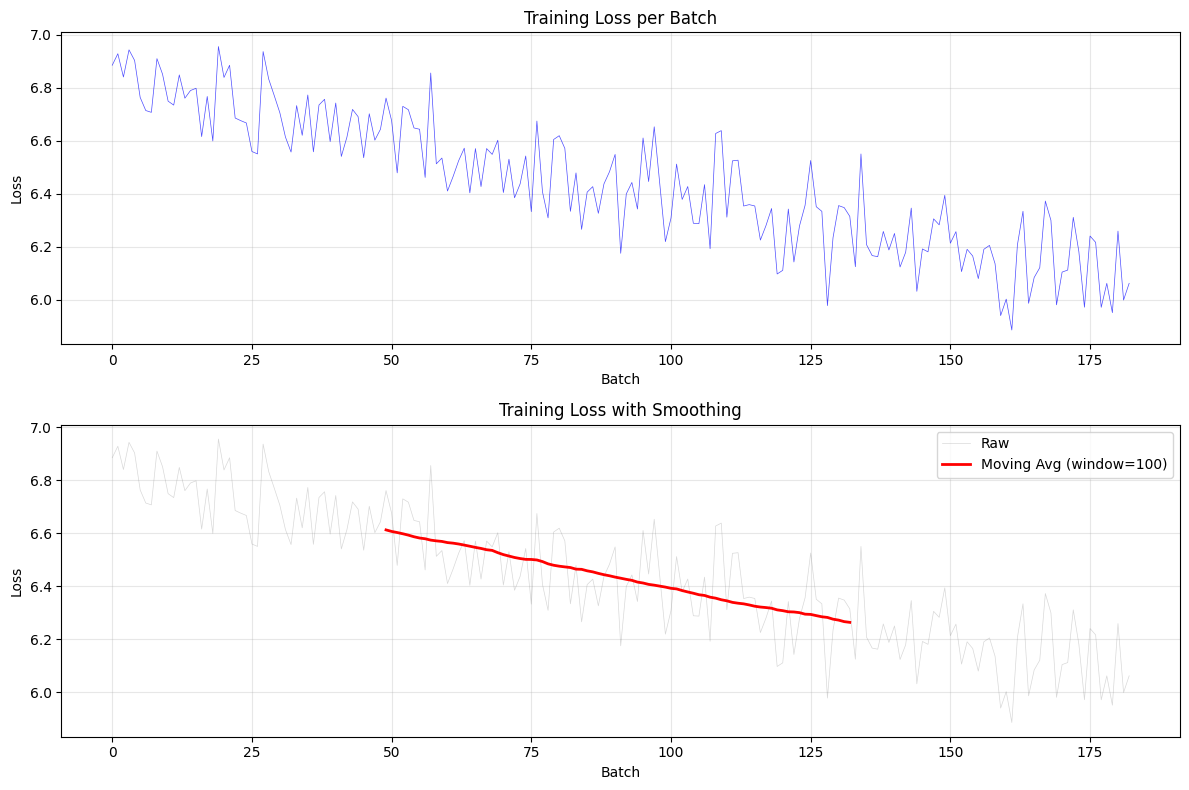 Training Loss per Batch
7.0
6.8
6.6
6.4
6.2
6.0
Loss
0 25 50 75 100 125 150 175
Batch
Training Loss with Smoothing
7.0
6.8
6.6
6.4
6.2
6.0
Loss
Raw
Moving Avg (window=100)
0 25 50 75 100 125 150 175
Batch